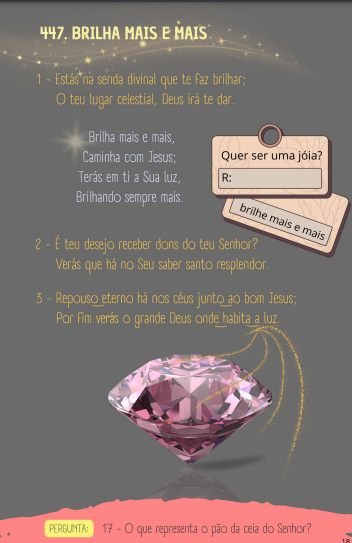 447. BRILHA MAIS E MAIS
1 - Estás na senda divinal que te faz brilhar;
O teu lugar celestial, Deus irá te dar.
Brilha mais e mais,
Caminha com Jesus;
Terás em ti a Sua luz,
Brilhando sempre mais.
Quer ser uma jóia?
R:
brilhe mais e mais
2 - É teu desejo receber dons do teu Senhor?
Verás que há no Seu saber santo resplendor.
3 - Repouso eterno há nos céus junto ao bom Jesus;
Por fim verás o grande Deus onde habita a luz.
PERGUNTA: 17 - O que representa o pão da ceia do Senhor?
18